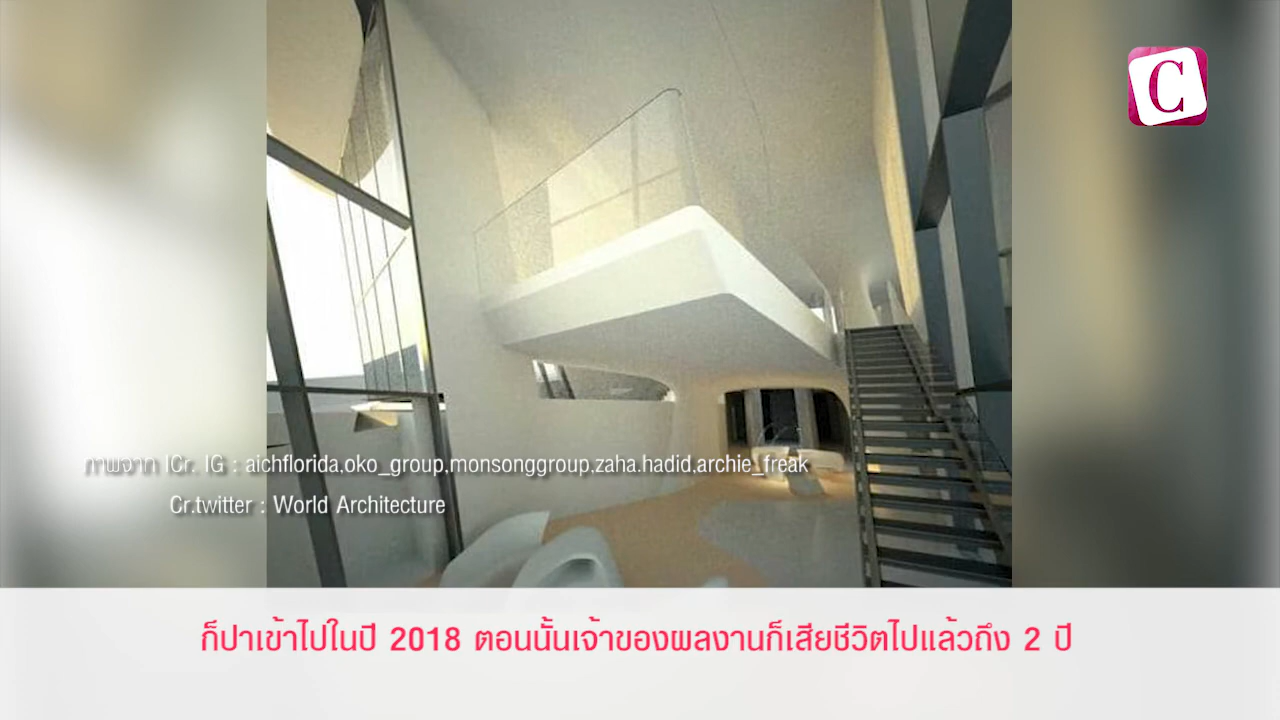 C
ภาพจาก ICr. IG : aichflorida,oko_group,monsonggroup,zaha.hadid,archie_freak
Cr.twitter : World Architecture
ก็ปาเข้าไปในปี 2018 ตอนนั้นเจ้าของผลงานก็เสียชีวิตไปแล้วถึง 2 ปี